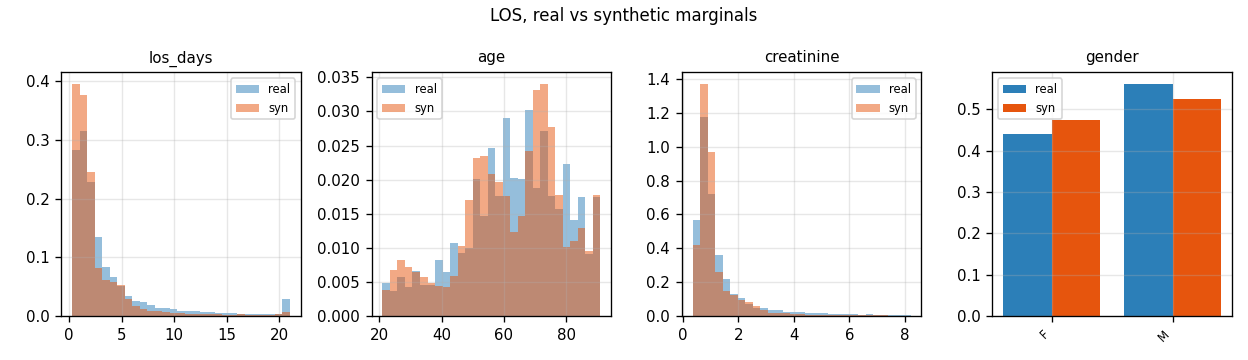 LOS, real vs synthetic marginals
los_days
0.4
0.3
0.2
0.1
0.0
0 5 10 15 20
real
syn
age
0.035
0.030
0.025
0.020
0.015
0.010
0.005
0.000
20 40 60 80
real
syn
creatinine
1.4
1.2
1.0
0.8
0.6
0.4
0.2
0.0
0 2 4 6 8
real
syn
gender
0.5
0.4
0.3
0.2
0.1
0.0
F M
real
syn